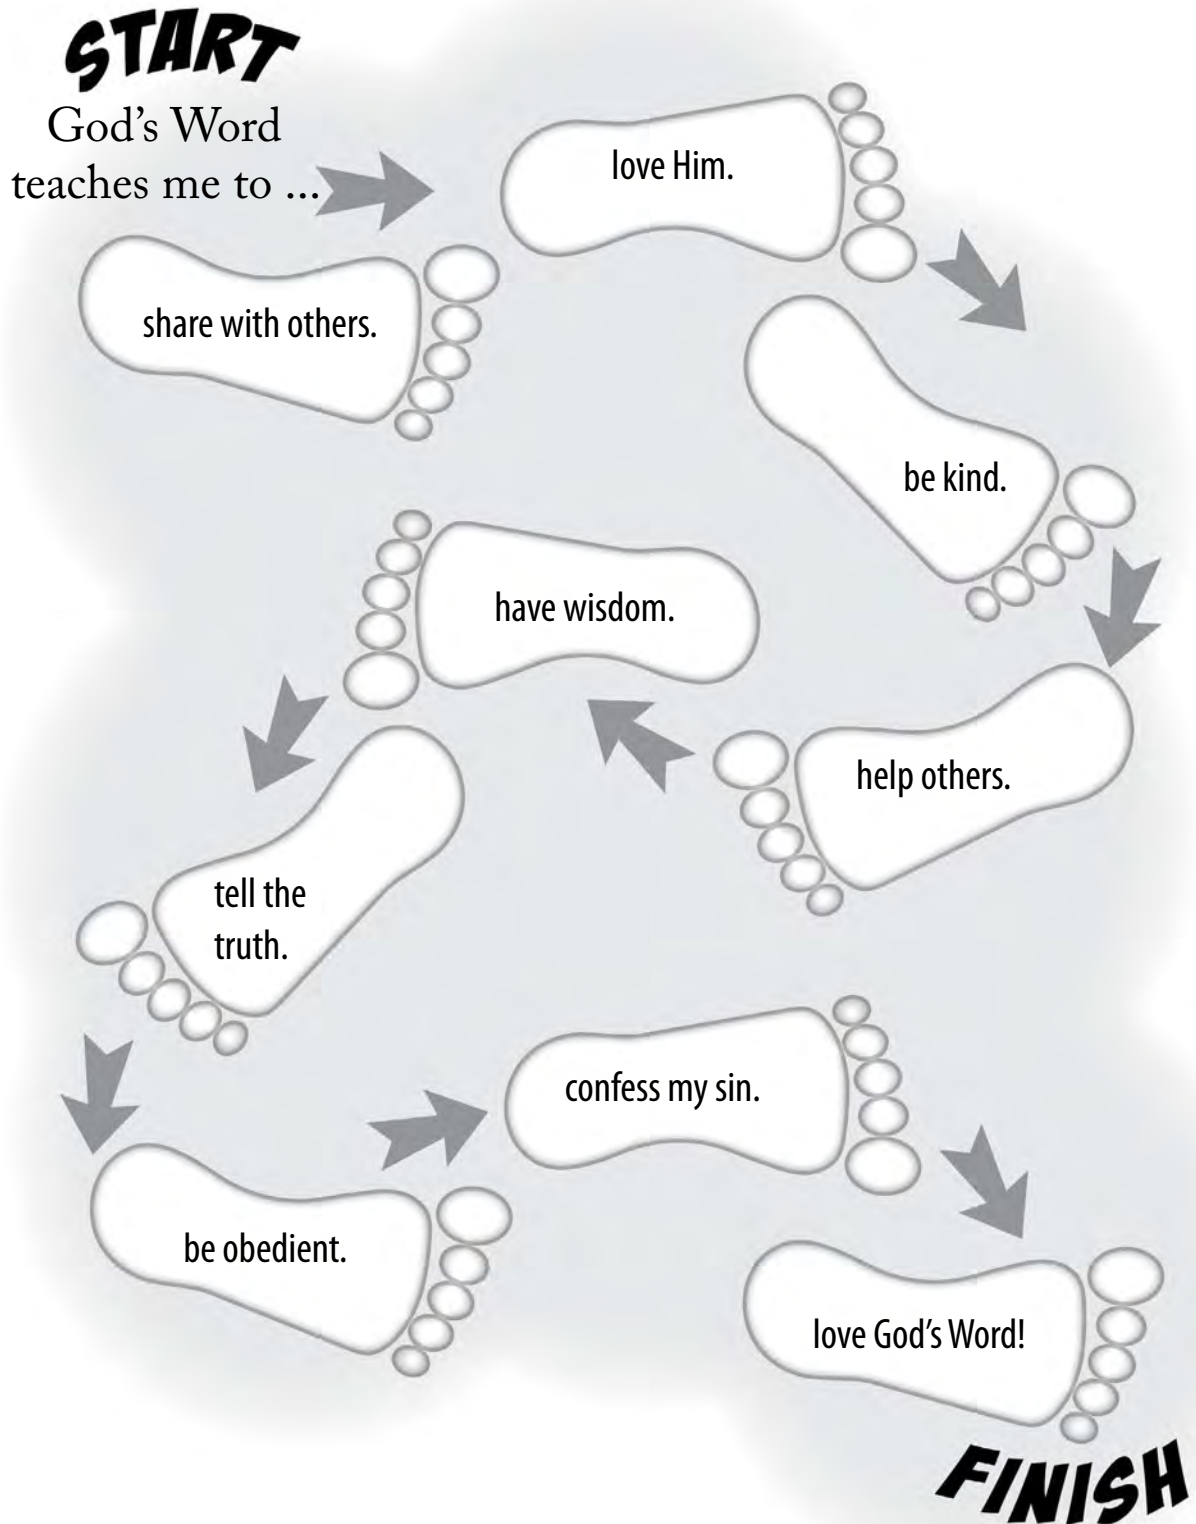 START
God's Word
teaches me to ...
share with others.
love Him.
be kind.
help others.
have wisdom.
tell the
truth.
be obedient.
confess my sin.
love God's Word!
FINISH